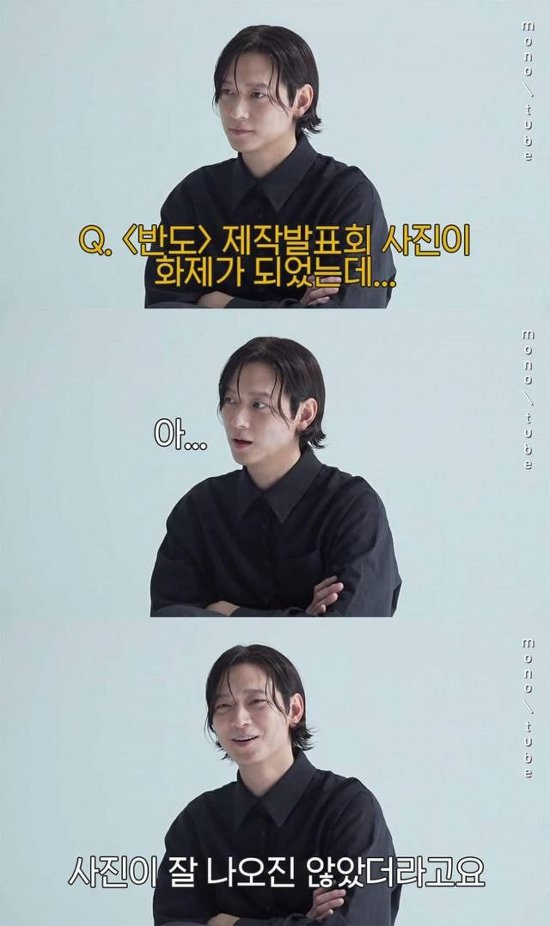 mono\tube
Q. <반도> 제작발표회 사진이
화제가 되었는데...
mono\tube
아...
mono\tube
사진이 잘 나오진 않았더라고요